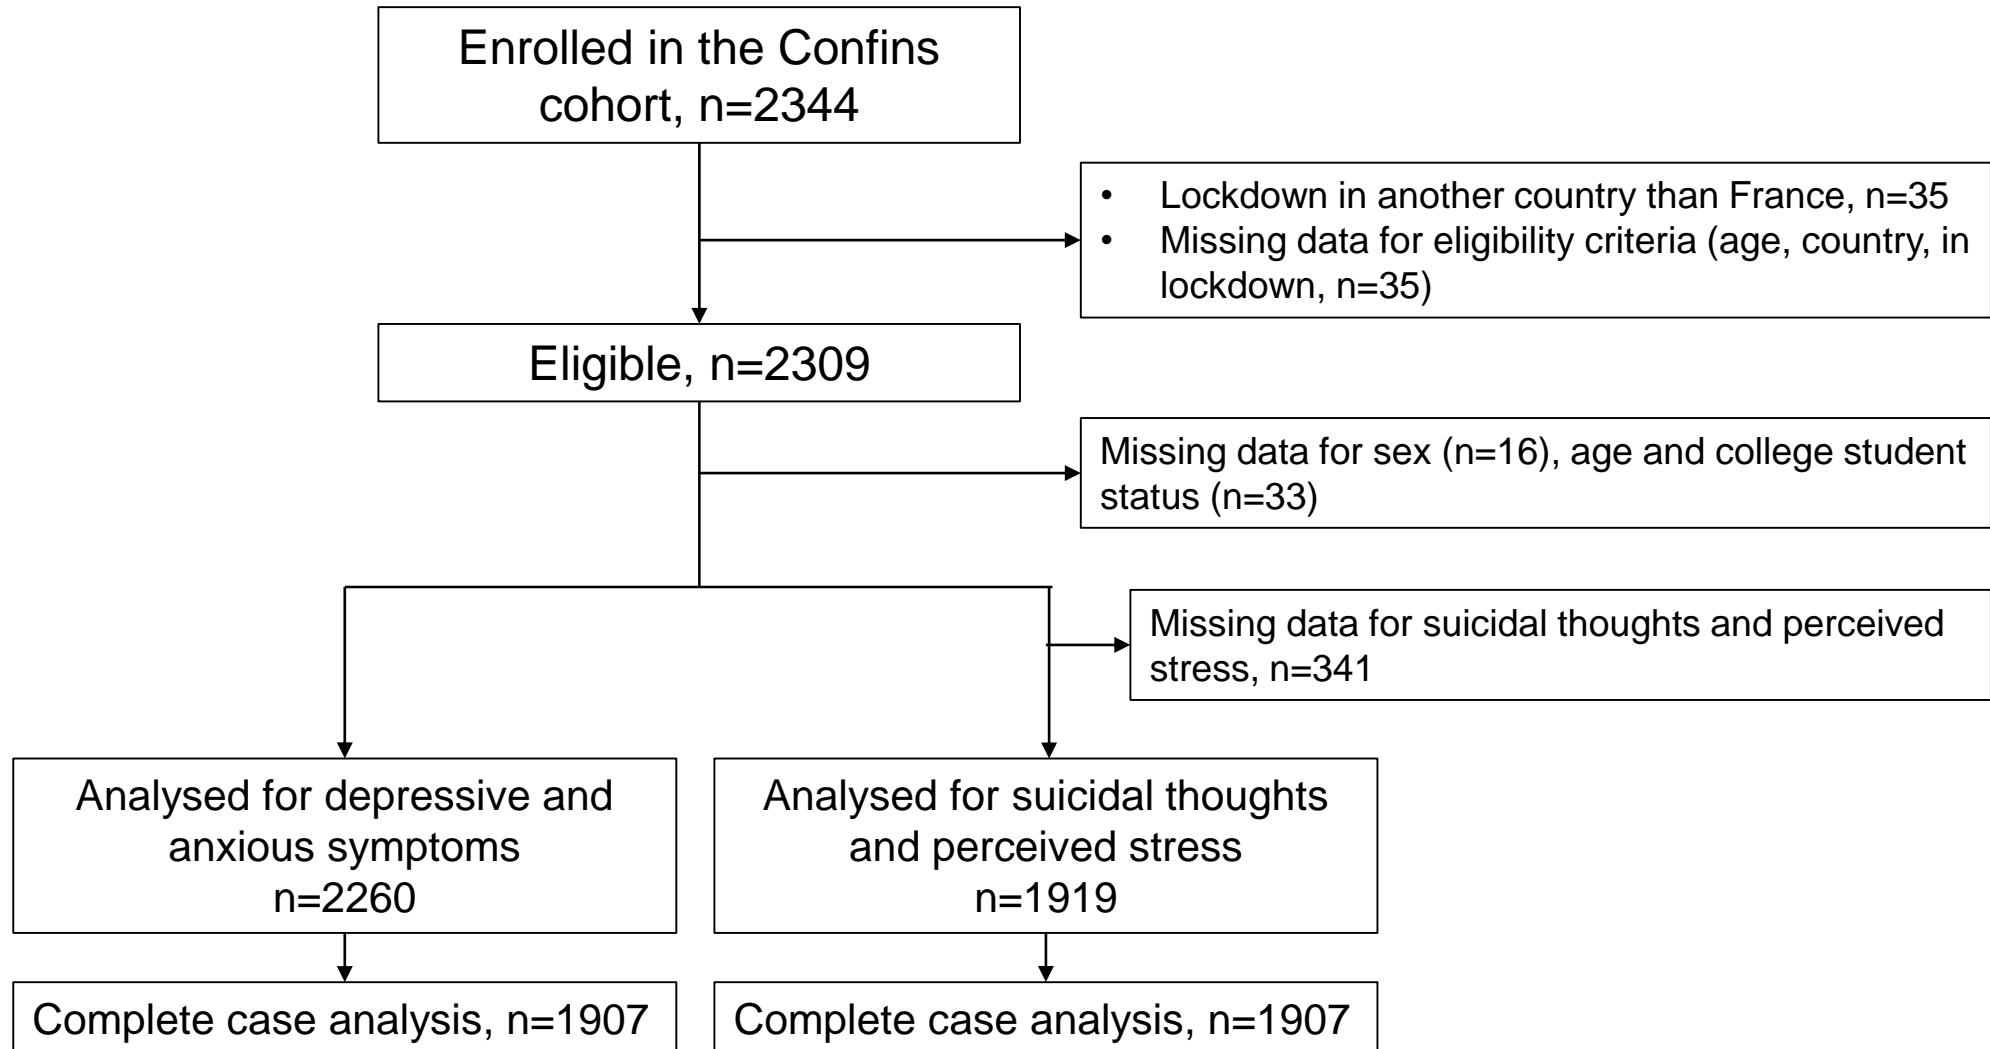 Enrolled in the Confins
cohort, n=2344
• Lockdown in another country than France, n=35
• Missing data for eligibility criteria (age, country, in
lockdown, n=35)
Eligible, n=2309
Missing data for sex (n=16), age and college student
status (n=33)
Missing data for suicidal thoughts and perceived
stress, n=341
Analysed for depressive and
anxious symptoms
n=2260
Analysed for suicidal thoughts
and perceived stress
n=1919
Complete case analysis, n=1907
Complete case analysis, n=1907